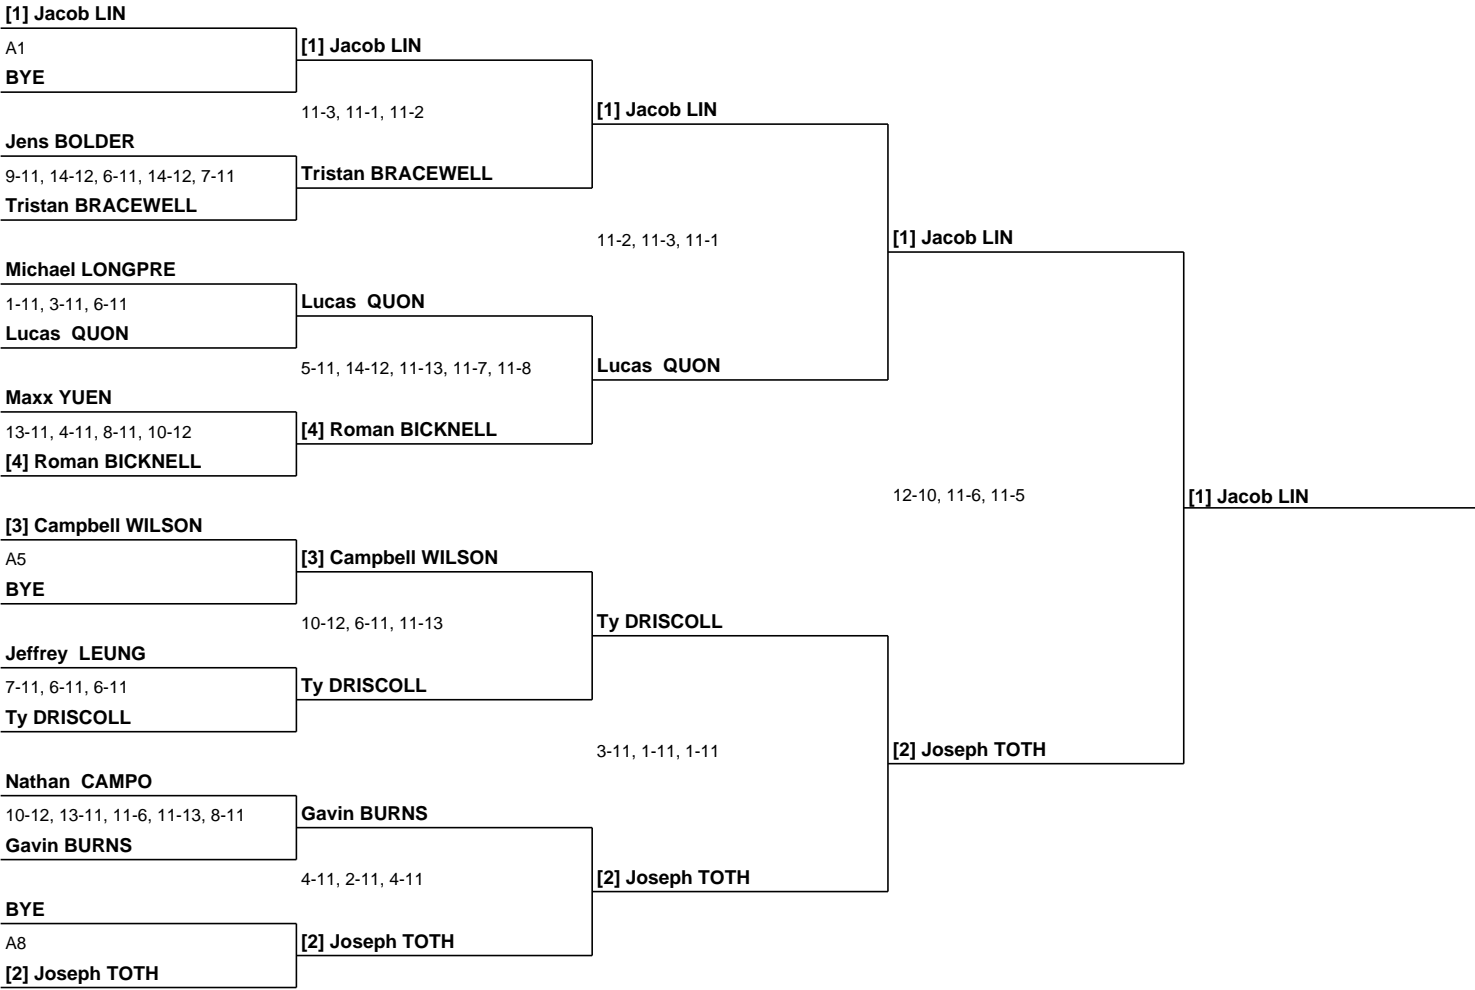 [1] Jacob LIN
A1
BYE
Jens BOLDER
9-11, 14-12, 6-11, 14-12, 7-11
Tristan BRACEWELL
Michael LONGPRE
1-11, 3-11, 6-11
Lucas  QUON
Maxx YUEN
13-11, 4-11, 8-11, 10-12
[4] Roman BICKNELL
[3] Campbell WILSON
A5
BYE
Jeffrey  LEUNG
7-11, 6-11, 6-11
Ty DRISCOLL
Nathan  CAMPO
10-12, 13-11, 11-6, 11-13, 8-11
Gavin BURNS
BYE
A8
[2] Joseph TOTH
[1] Jacob LIN
11-3, 11-1, 11-2
Tristan BRACEWELL
Lucas  QUON
5-11, 14-12, 11-13, 11-7, 11-8
[4] Roman BICKNELL
[3] Campbell WILSON
10-12, 6-11, 11-13
Ty DRISCOLL
Gavin BURNS
4-11, 2-11, 4-11
[2] Joseph TOTH
[1] Jacob LIN
11-2, 11-3, 11-1
Lucas  QUON
Ty DRISCOLL
3-11, 1-11, 1-11
[2] Joseph TOTH
[1] Jacob LIN
12-10, 11-6, 11-5
[2] Joseph TOTH
[1] Jacob LIN